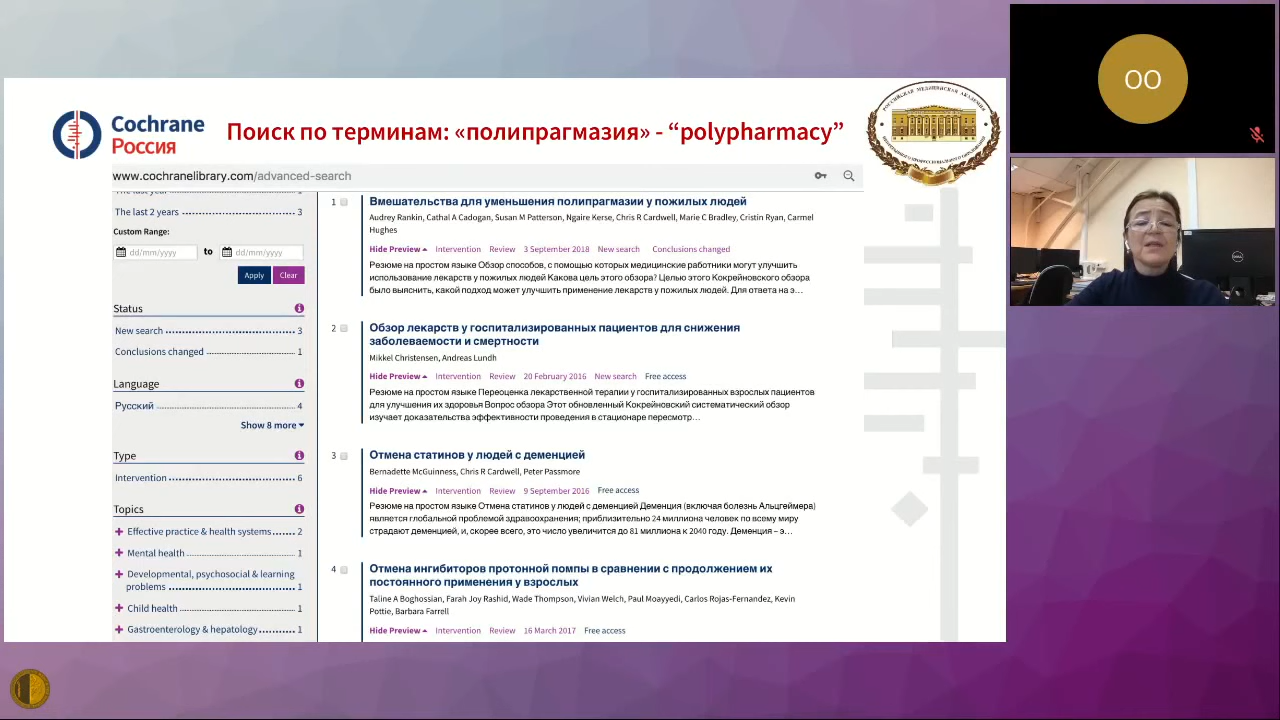 Cochrane
Россия
Поиск по терминам: «полипрагмазия» - “polypharmacy”
РОССИЙСКАЯ МЕДИЦИНСКАЯ АКАДЕМИЯ
www.cochranelibrary.com/advanced-search
The last year 1
The last 2 years 3
Custom Range:
dd/mm/yyyy to dd/mm/yyyy
Apply Clear
Status
New search 3
Conclusions changed 1
Language
Русский 4
Show 8 more
Type
Intervention 6
Topics
Effective practice & health systems 2
Mental health 1
Developmental, psychosocial & learning
problems 1
Child health 1
Gastroenterology & hepatology 1
1 Вмешательства для уменьшения полипрагмазии у пожилых людей
Audrey Rankin, Cathal A Cadogan, Susan M Patterson, Ngaire Kerse, Chris R Cardwell, Marie C Bradley, Cristin Ryan, Carmel
Hughes
Hide Preview Intervention Review 3 September 2018 New search Conclusions changed
Резюме на простом языке Обзор способов, с помощью которых медицинские работники могут улучшить
использование лекарств у пожилых людей Какова цель этого обзора? Целью этого Кокрейновского обзора
было выяснить, какой подход может улучшить применение лекарств у пожилых людей. Для ответа на э...
2 Обзор лекарств у госпитализированных пациентов для снижения
заболеваемости и смертности
Mikkel Christensen, Andreas Lundh
Hide Preview Intervention Review 20 February 2016 New search Free access
Резюме на простом языке Переоценка лекарственной терапии у госпитализированных взрослых пациентов
для улучшения их здоровья Вопрос обзора Этот обновленный Кокрейновский систематический обзор
изучает доказательства эффективности проведения в стационаре пересмотр...
3 Отмена статинов у людей с деменцией
Bernadette McGuinness, Chris R Cardwell, Peter Passmore
Hide Preview Intervention Review 9 September 2016 Free access
Резюме на простом языке Отмена статинов у людей с деменцией Деменция (включая болезнь Альцгеймера)
является глобальной проблемой здравоохранения; приблизительно 24 миллиона человек по всему миру
страдают деменцией, и, скорее всего, это число увеличится до 81 миллиона к 2040 году. Деменция – э...
4 Отмена ингибиторов протонной помпы в сравнении с продолжением их
постоянного применения у взрослых
Taline A Boghossian, Farah Joy Rashid, Wade Thompson, Vivian Welch, Paul Moayyedi, Carlos Rojas-Fernandez, Kevin
Pottie, Barbara Farrell
Hide Preview Intervention Review 16 March 2017 Free access
OO
DELL